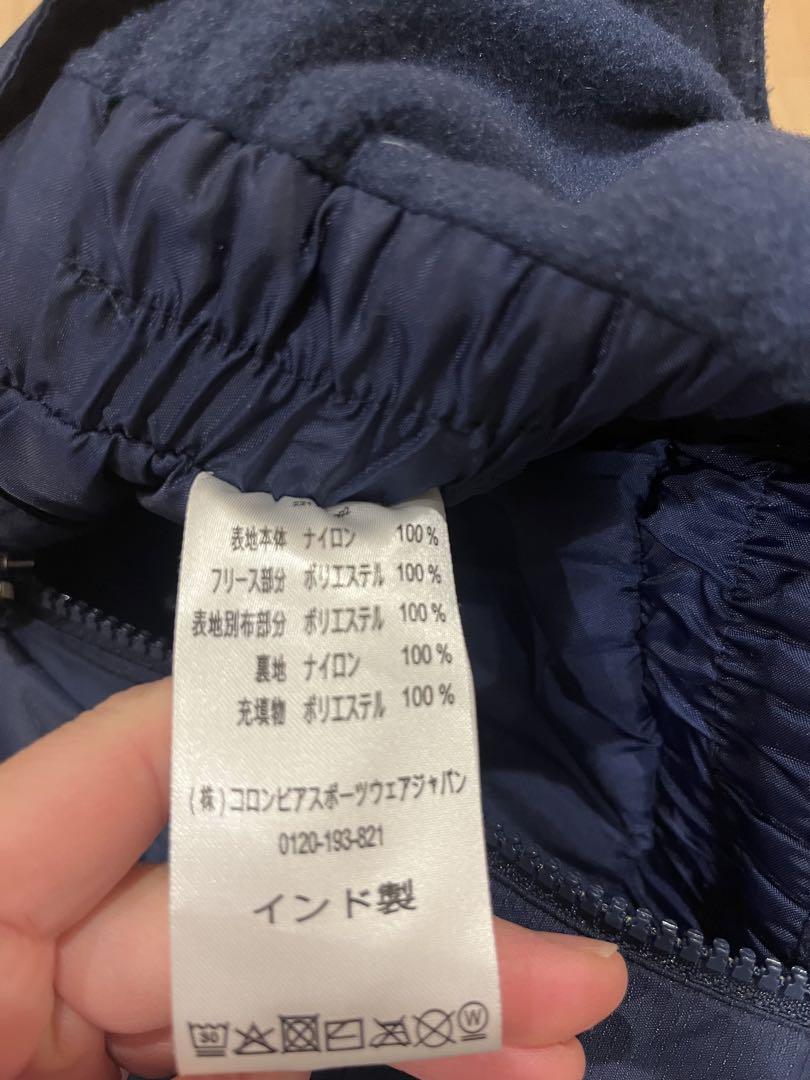 表地本体 ナイロン 100%
フリース部分 ポリエステル 100%
表地別布部分 ポリエステル 100%
裏地 ナイロン 100%
充填物 ポリエステル 100%
(株)コロンビアスポーツウェアジャパン
0120-193-821
インド製
30 W